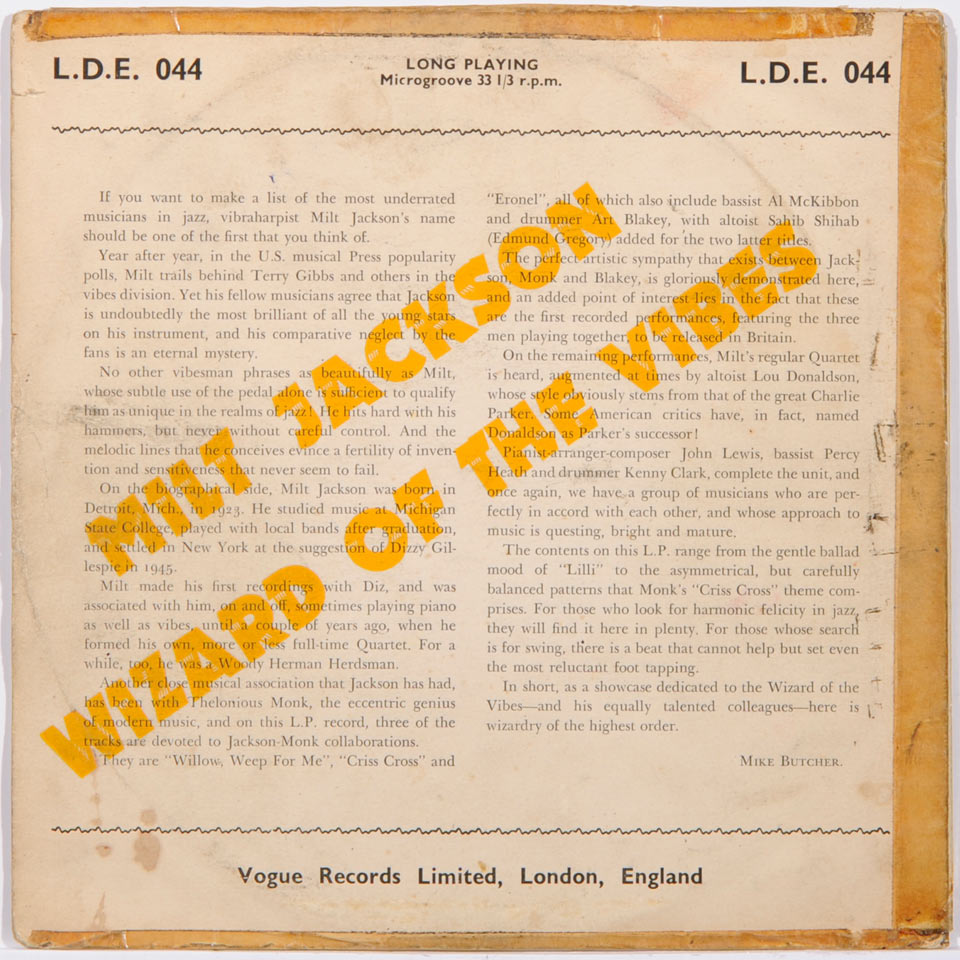 L.D.E. 044
LONG PLAYING
Microgroove 33 1/3 r.p.m.
L.D.E. 044
If you want to make a list of the most underrated
musicians in jazz, vibraharpist Milt Jackson's name
should be one of the first that you think of.
Year after year, in the U.S. musical Press popularity
polls, Milt trails behind Terry Gibbs and others in the
vibes division. Yet his fellow musicians agree that Jackson
is undoubtedly the most brilliant of all the young stars
on his instrument, and his comparative neglect by the
fans is an eternal mystery.
No other vibesman phrases as beautifully as Milt,
whose subtle use of the pedal alone is sufficient to qualify
him as unique in the realms of jazz! He hits hard with his
hammers, but never without careful control. And the
melodic lines that he conceives evince a fertility of inven-
tion and sensitiveness that never seem to fail.
On the biographical side, Milt Jackson was born in
Detroit, Mich., in 1923. He studied music at Michigan
State College, played with local bands after graduation,
and settled in New York at the suggestion of Dizzy Gil-
lespie in 1945.
Milt made his first recordings with Diz, and was
associated with him, on and off, sometimes playing piano
as well as vibes, until a couple of years ago, when he
formed his own, more or less full-time Quartet. For a
while, too, he was a Woody Herman Herdsman.
Another close musical association that Jackson has had,
has been with Thelonious Monk, the eccentric genius
of modern music, and on this L.P. record, three of the
tracks are devoted to Jackson-Monk collaborations.
They are "Willow, Weep For Me", "Criss Cross" and
"Eronel", all of which also include bassist Al McKibbon
and drummer Art Blakey, with altoist Sahib Shihab
(Edmund Gregory) added for the two latter titles.
The perfect artistic sympathy that exists between Jack-
son, Monk and Blakey, is gloriously demonstrated here,
and an added point of interest lies in the fact that these
are the first recorded performances, featuring the three
men playing together, to be released in Britain.
On the remaining performances, Milt's regular Quartet
is heard, augmented at times by altoist Lou Donaldson,
whose style obviously stems from that of the great Charlie
Parker. Some American critics have, in fact, named
Donaldson as Parker's successor!
Pianist-arranger-composer John Lewis, bassist Percy
Heath and drummer Kenny Clark, complete the unit, and
once again, we have a group of musicians who are per-
fectly in accord with each other, and whose approach to
music is questing, bright and mature.
The contents on this L.P. range from the gentle ballad
mood of "Lilli" to the asymmetrical, but carefully
balanced patterns that Monk's "Criss Cross" theme com-
prises. For those who look for harmonic felicity in jazz,
they will find it here in plenty. For those whose search
is for swing, there is a beat that cannot help but set even
the most reluctant foot tapping.
In short, as a showcase dedicated to the Wizard of the
Vibes—and his equally talented colleagues—here is
wizardry of the highest order.
MIKE BUTCHER.
MILT JACKSON
WIZARD OF THE VIBES
Vogue Records Limited, London, England